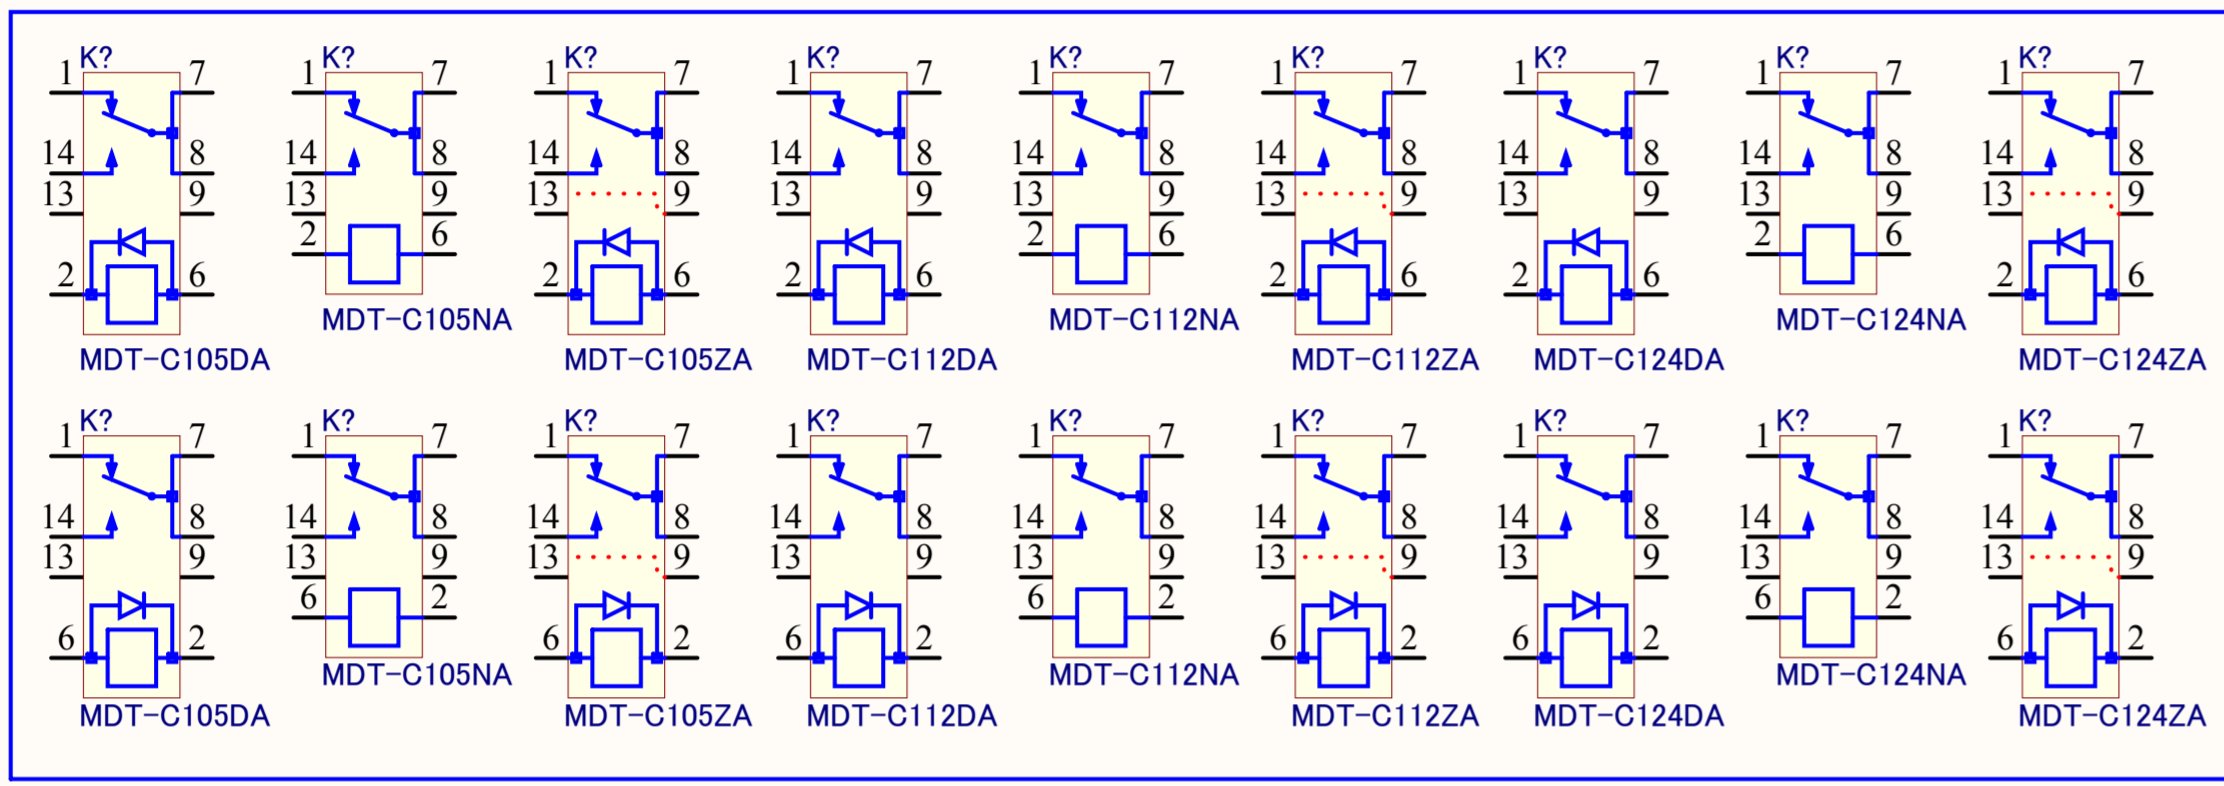 K? K? K? K? K? K? K? K? K?
1 7 1 7 1 7 1 7 1 7 1 7 1 7 1 7 1 7
14 8 14 8 14 8 14 8 14 8 14 8 14 8 14 8 14 8
13 9 13 9 13 9 13 9 13 9 13 9 13 9 13 9 13 9
2 6 2 6 2 6
2 6 2 6 2 6 2 6 2 6 2 6
MDT-C105NA MDT-C112NA MDT-C124NA
MDT-C105DA MDT-C105ZA MDT-C112DA MDT-C112ZA MDT-C124DA MDT-C124ZA
K? K? K? K? K? K? K? K? K?
1 7 1 7 1 7 1 7 1 7 1 7 1 7 1 7 1 7
14 8 14 8 14 8 14 8 14 8 14 8 14 8 14 8 14 8
13 9 13 9 13 9 13 9 13 9 13 9 13 9 13 9 13 9
6 2 6 2 6 2
6 2 6 2 6 2 6 2 6 2 6 2
MDT-C105NA MDT-C112NA MDT-C124NA
MDT-C105DA MDT-C105ZA MDT-C112DA MDT-C112ZA MDT-C124DA MDT-C124ZA